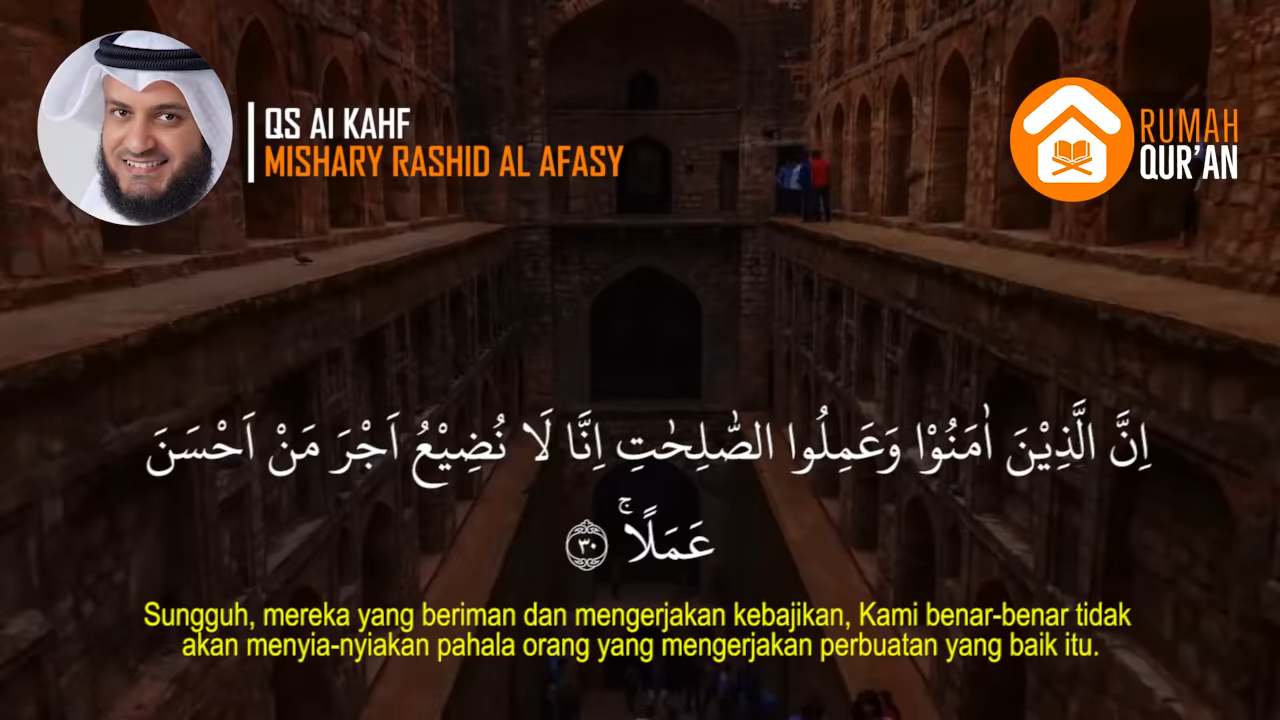 QS Al KAHF
MISHARY RASHID AL AFASY
RUMAH
QUR'AN
اِنَّ الَّذِيْنَ اٰمَنُوْا وَعَمِلُوا الصّٰلِحٰتِ اِنَّا لَا نُضِيْعُ اَجْرَ مَنْ اَحْسَنَ
عَمَلًاۚ ٣٠
Sungguh, mereka yang beriman dan mengerjakan kebajikan, Kami benar-benar tidak
akan menyia-nyiakan pahala orang yang mengerjakan perbuatan yang baik itu.